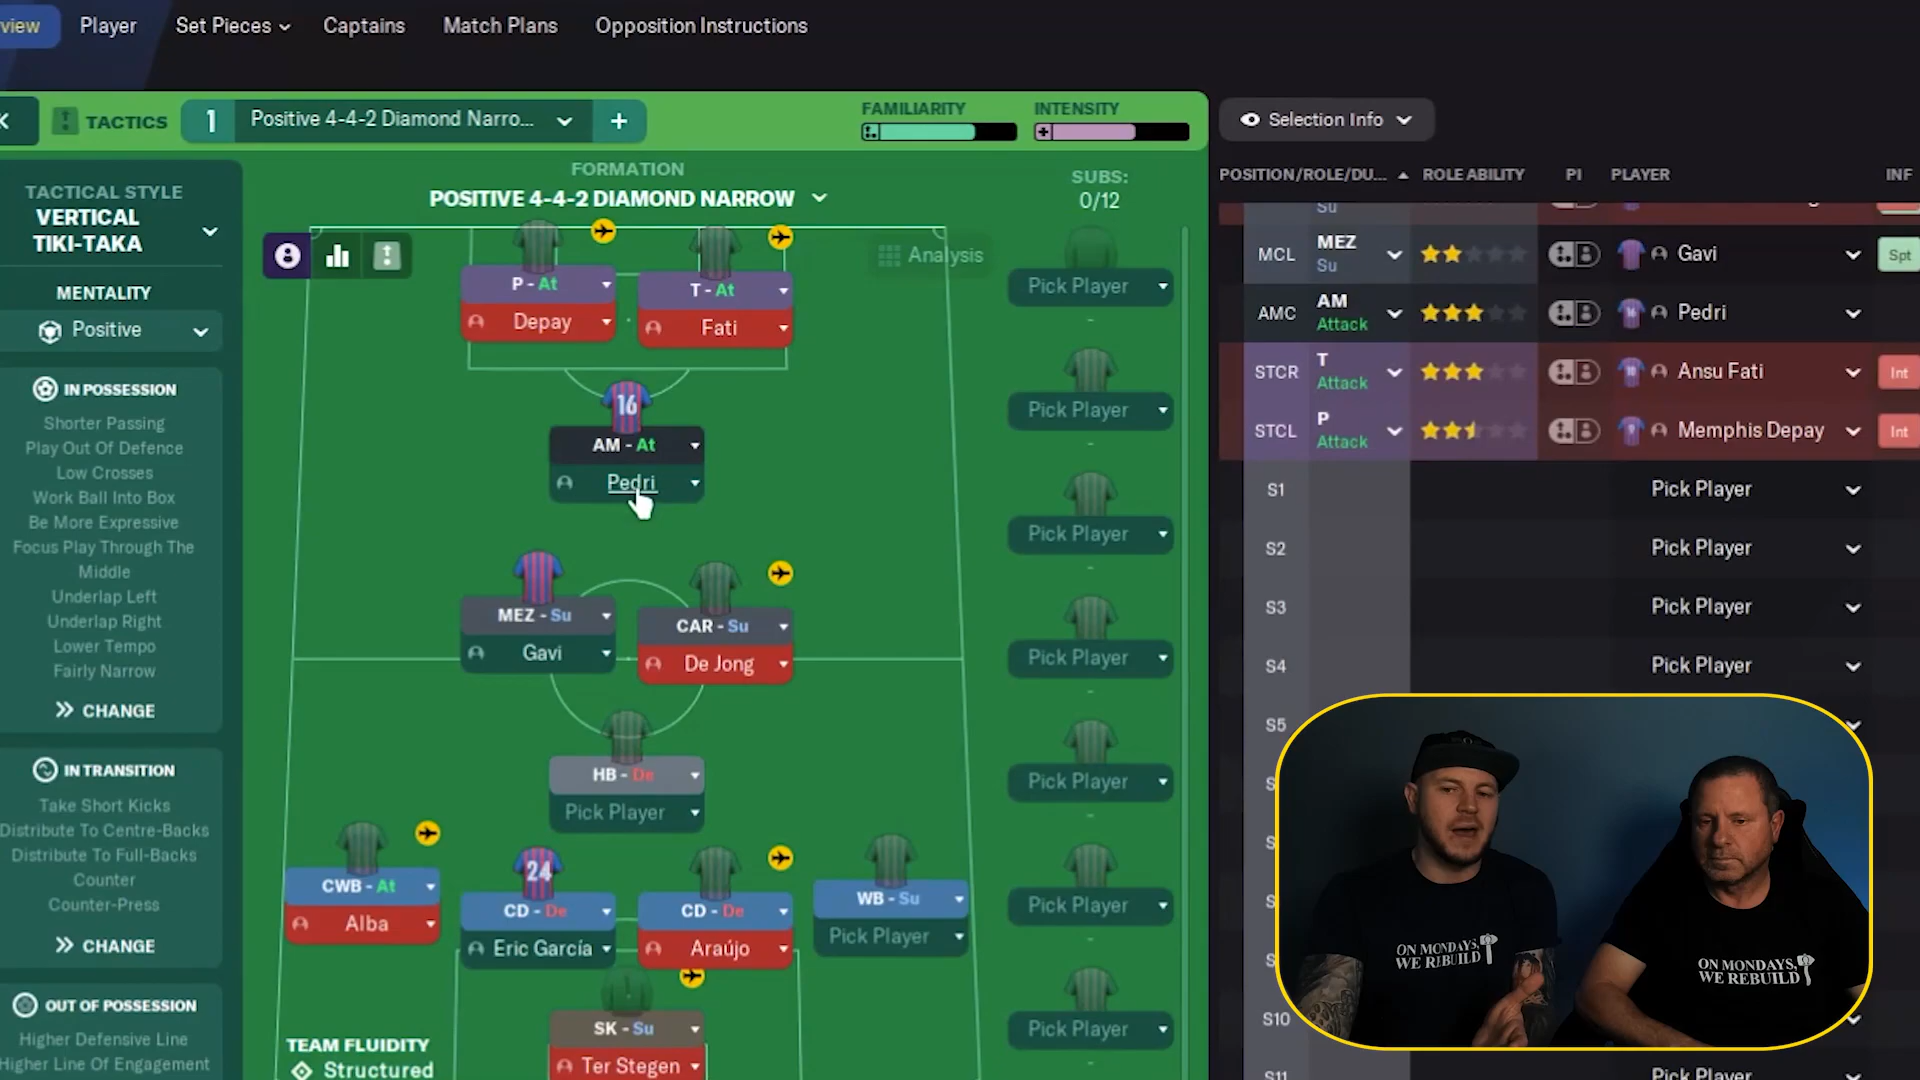 view
Player
Set Pieces
Captains
Match Plans
Opposition Instructions
TACTICS
1
Positive 4-4-2 Diamond Narro...
+
FAMILIARITY
INTENSITY
Selection Info
TACTICAL STYLE
VERTICAL
TIKI-TAKA
MENTALITY
Positive
IN POSSESSION
Shorter Passing
Play Out Of Defence
Low Crosses
Work Ball Into Box
Be More Expressive
Focus Play Through The
Middle
Underlap Left
Underlap Right
Lower Tempo
Fairly Narrow
CHANGE
IN TRANSITION
Take Short Kicks
Distribute To Centre-Backs
Distribute To Full-Backs
Counter
Counter-Press
CHANGE
OUT OF POSSESSION
Higher Defensive Line
Higher Line Of Engagement
FORMATION
POSITIVE 4-4-2 DIAMOND NARROW
SUBS:
0/12
Analysis
P - At
Depay
T - At
Fati
16
AM - At
Pedri
MEZ - Su
Gavi
CAR - Su
De Jong
HB - De
Pick Player
CWB - At
Alba
24
CD - De
Eric García
CD - De
Araújo
WB - Su
Pick Player
SK - Su
Ter Stegen
TEAM FLUIDITY
Structured
Pick Player
-
Pick Player
-
Pick Player
-
Pick Player
-
Pick Player
-
Pick Player
-
Pick Player
-
POSITION/ROLE/DU...
ROLE ABILITY
PI
PLAYER
INF
Su
MCL
MEZ
Su
Gavi
Spt
AMC
AM
Attack
Pedri
STCR
T
Attack
Ansu Fati
Int
STCL
P
Attack
Memphis Depay
Int
S1
Pick Player
S2
Pick Player
S3
Pick Player
S4
Pick Player
S5
S10
S11
Pick Player
ON MONDAYS,
WE REBUILD
ON MONDAYS,
WE REBUILD